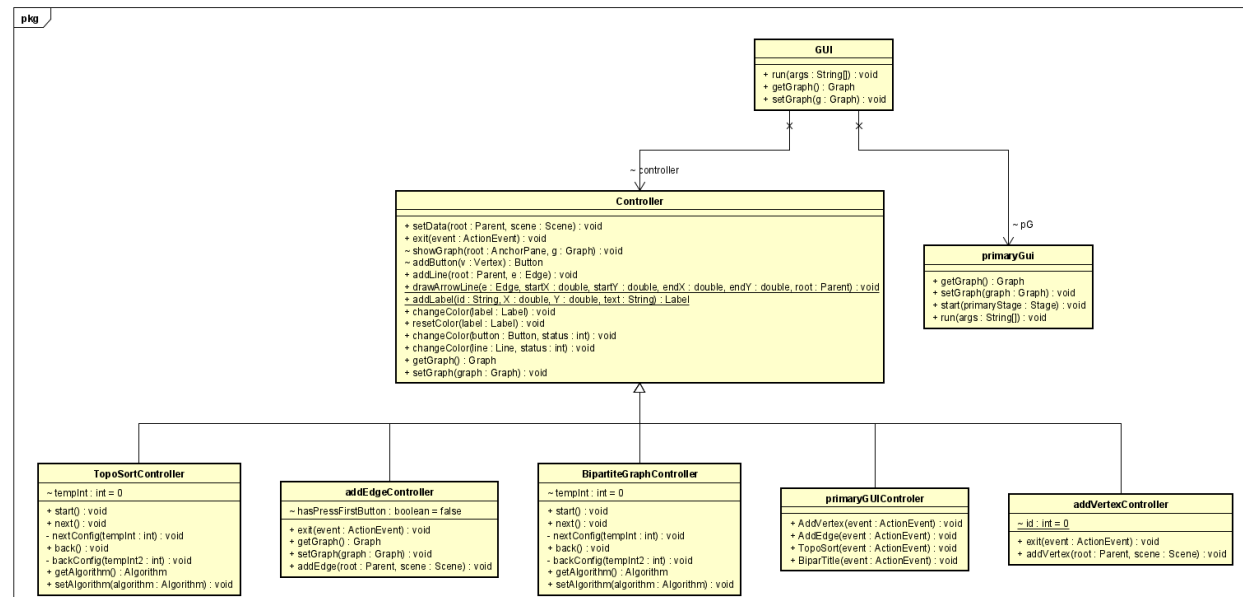 pkg
GUI
+ run(args : String[]) : void
+ getGraph() : Graph
+ setGraph(g : Graph) : void
~ controller
~ pG
Controller
+ setData(root : Parent, scene : Scene) : void
+ exit(event : ActionEvent) : void
~ showGraph(root : AnchorPane, g : Graph) : void
~ addButton(v : Vertex) : Button
+ addLine(root : Parent, e : Edge) : void
+ drawArrowLine(e : Edge, startX : double, startY : double, endX : double, endY : double, root : Parent) : void
+ addLabel(id : String, X : double, Y : double, text : String) : Label
+ changeColor(label : Label) : void
+ resetColor(label : Label) : void
+ changeColor(button : Button, status : int) : void
+ changeColor(line : Line, status : int) : void
+ getGraph() : Graph
+ setGraph(graph : Graph) : void
primaryGui
+ getGraph() : Graph
+ setGraph(graph : Graph) : void
+ start(primaryStage : Stage) : void
+ run(args : String[]) : void
TopoSortController
~ tempInt : int = 0
+ start() : void
+ next() : void
- nextConfig(tempInt : int) : void
+ back() : void
- backConfig(tempInt2 : int) : void
+ getAlgorithm() : Algorithm
+ setAlgorithm(algorithm : Algorithm) : void
addEdgeController
~ hasPressFirstButton : boolean = false
+ exit(event : ActionEvent) : void
+ getGraph() : Graph
+ setGraph(graph : Graph) : void
+ addEdge(root : Parent, scene : Scene) : void
BipartiteGraphController
~ tempInt : int = 0
+ start() : void
+ next() : void
- nextConfig(tempInt : int) : void
+ back() : void
- backConfig(tempInt2 : int) : void
+ getAlgorithm() : Algorithm
+ setAlgorithm(algorithm : Algorithm) : void
primaryGUIControler
+ AddVertex(event : ActionEvent) : void
+ AddEdge(event : ActionEvent) : void
+ TopoSort(event : ActionEvent) : void
+ BiparTitle(event : ActionEvent) : void
addVertexController
~ id : int = 0
+ exit(event : ActionEvent) : void
+ addVertex(root : Parent, scene : Scene) : void